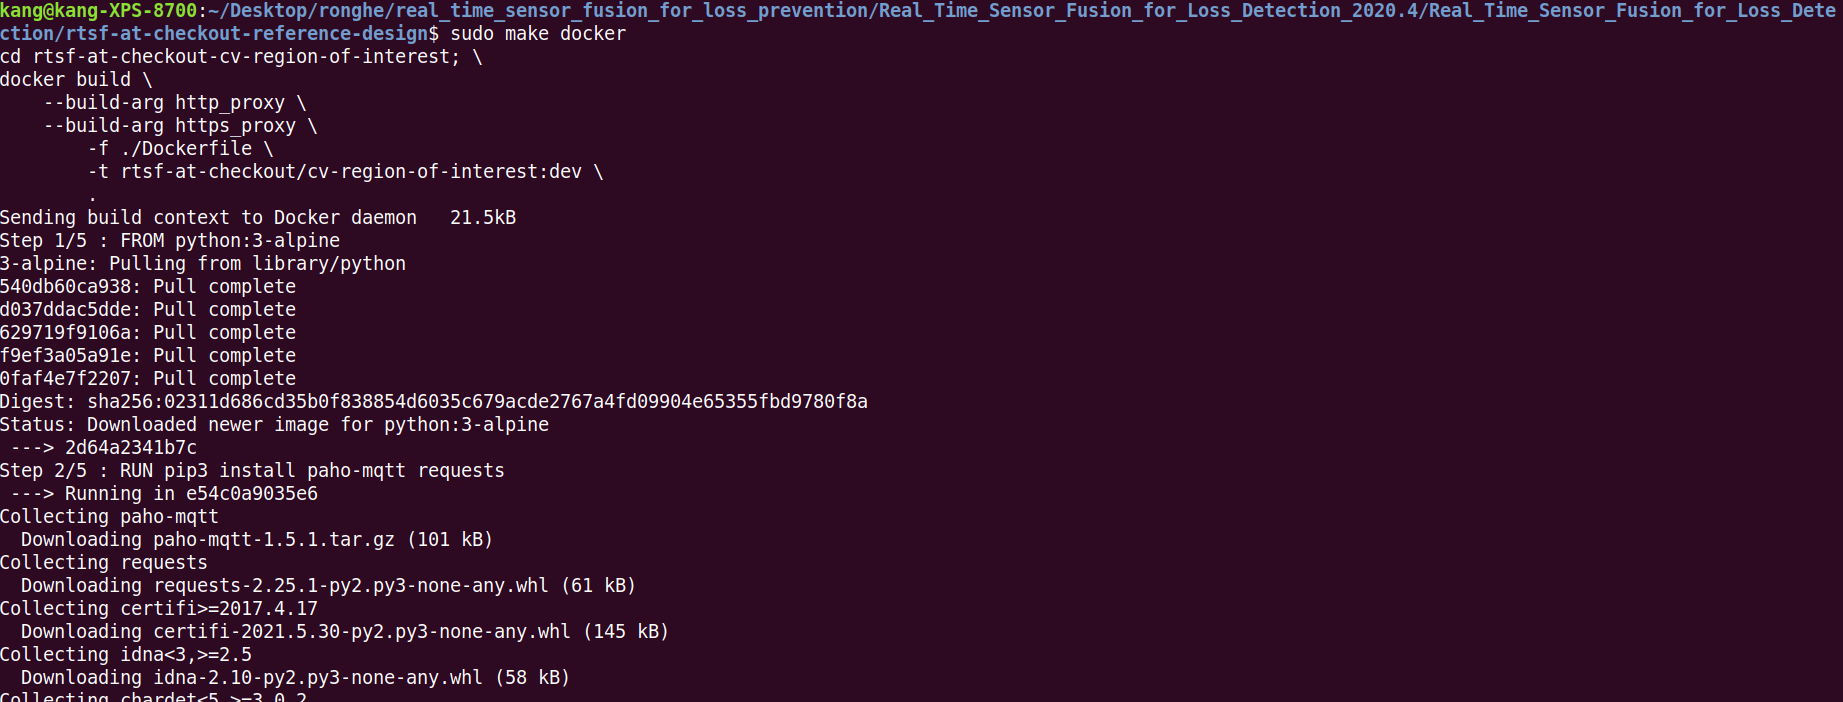 kang@kang-XPS-8700:~/Desktop/ronghe/real_time_sensor_fusion_for_loss_prevention/Real_Time_Sensor_Fusion_for_Loss_Detection_2020.4/Real_Time_Sensor_Fusion_for_Loss_Dete
ction/rtsf-at-checkout-reference-design$ sudo make docker
cd rtsf-at-checkout-cv-region-of-interest; \
docker build \
    --build-arg http_proxy \
    --build-arg https_proxy \
        -f ./Dockerfile \
        -t rtsf-at-checkout/cv-region-of-interest:dev \
        .
Sending build context to Docker daemon   21.5kB
Step 1/5 : FROM python:3-alpine
3-alpine: Pulling from library/python
540db60ca938: Pull complete
d037ddac5dde: Pull complete
629719f9106a: Pull complete
f9ef3a05a91e: Pull complete
0faf4e7f2207: Pull complete
Digest: sha256:02311d686cd35b0f838854d6035c679acde2767a4fd09904e65355fbd9780f8a
Status: Downloaded newer image for python:3-alpine
 ---> 2d64a2341b7c
Step 2/5 : RUN pip3 install paho-mqtt requests
 ---> Running in e54c0a9035e6
Collecting paho-mqtt
  Downloading paho-mqtt-1.5.1.tar.gz (101 kB)
Collecting requests
  Downloading requests-2.25.1-py2.py3-none-any.whl (61 kB)
Collecting certifi>=2017.4.17
  Downloading certifi-2021.5.30-py2.py3-none-any.whl (145 kB)
Collecting idna<3,>=2.5
  Downloading idna-2.10-py2.py3-none-any.whl (58 kB)
Collecting chardet<5,>=3.0.2